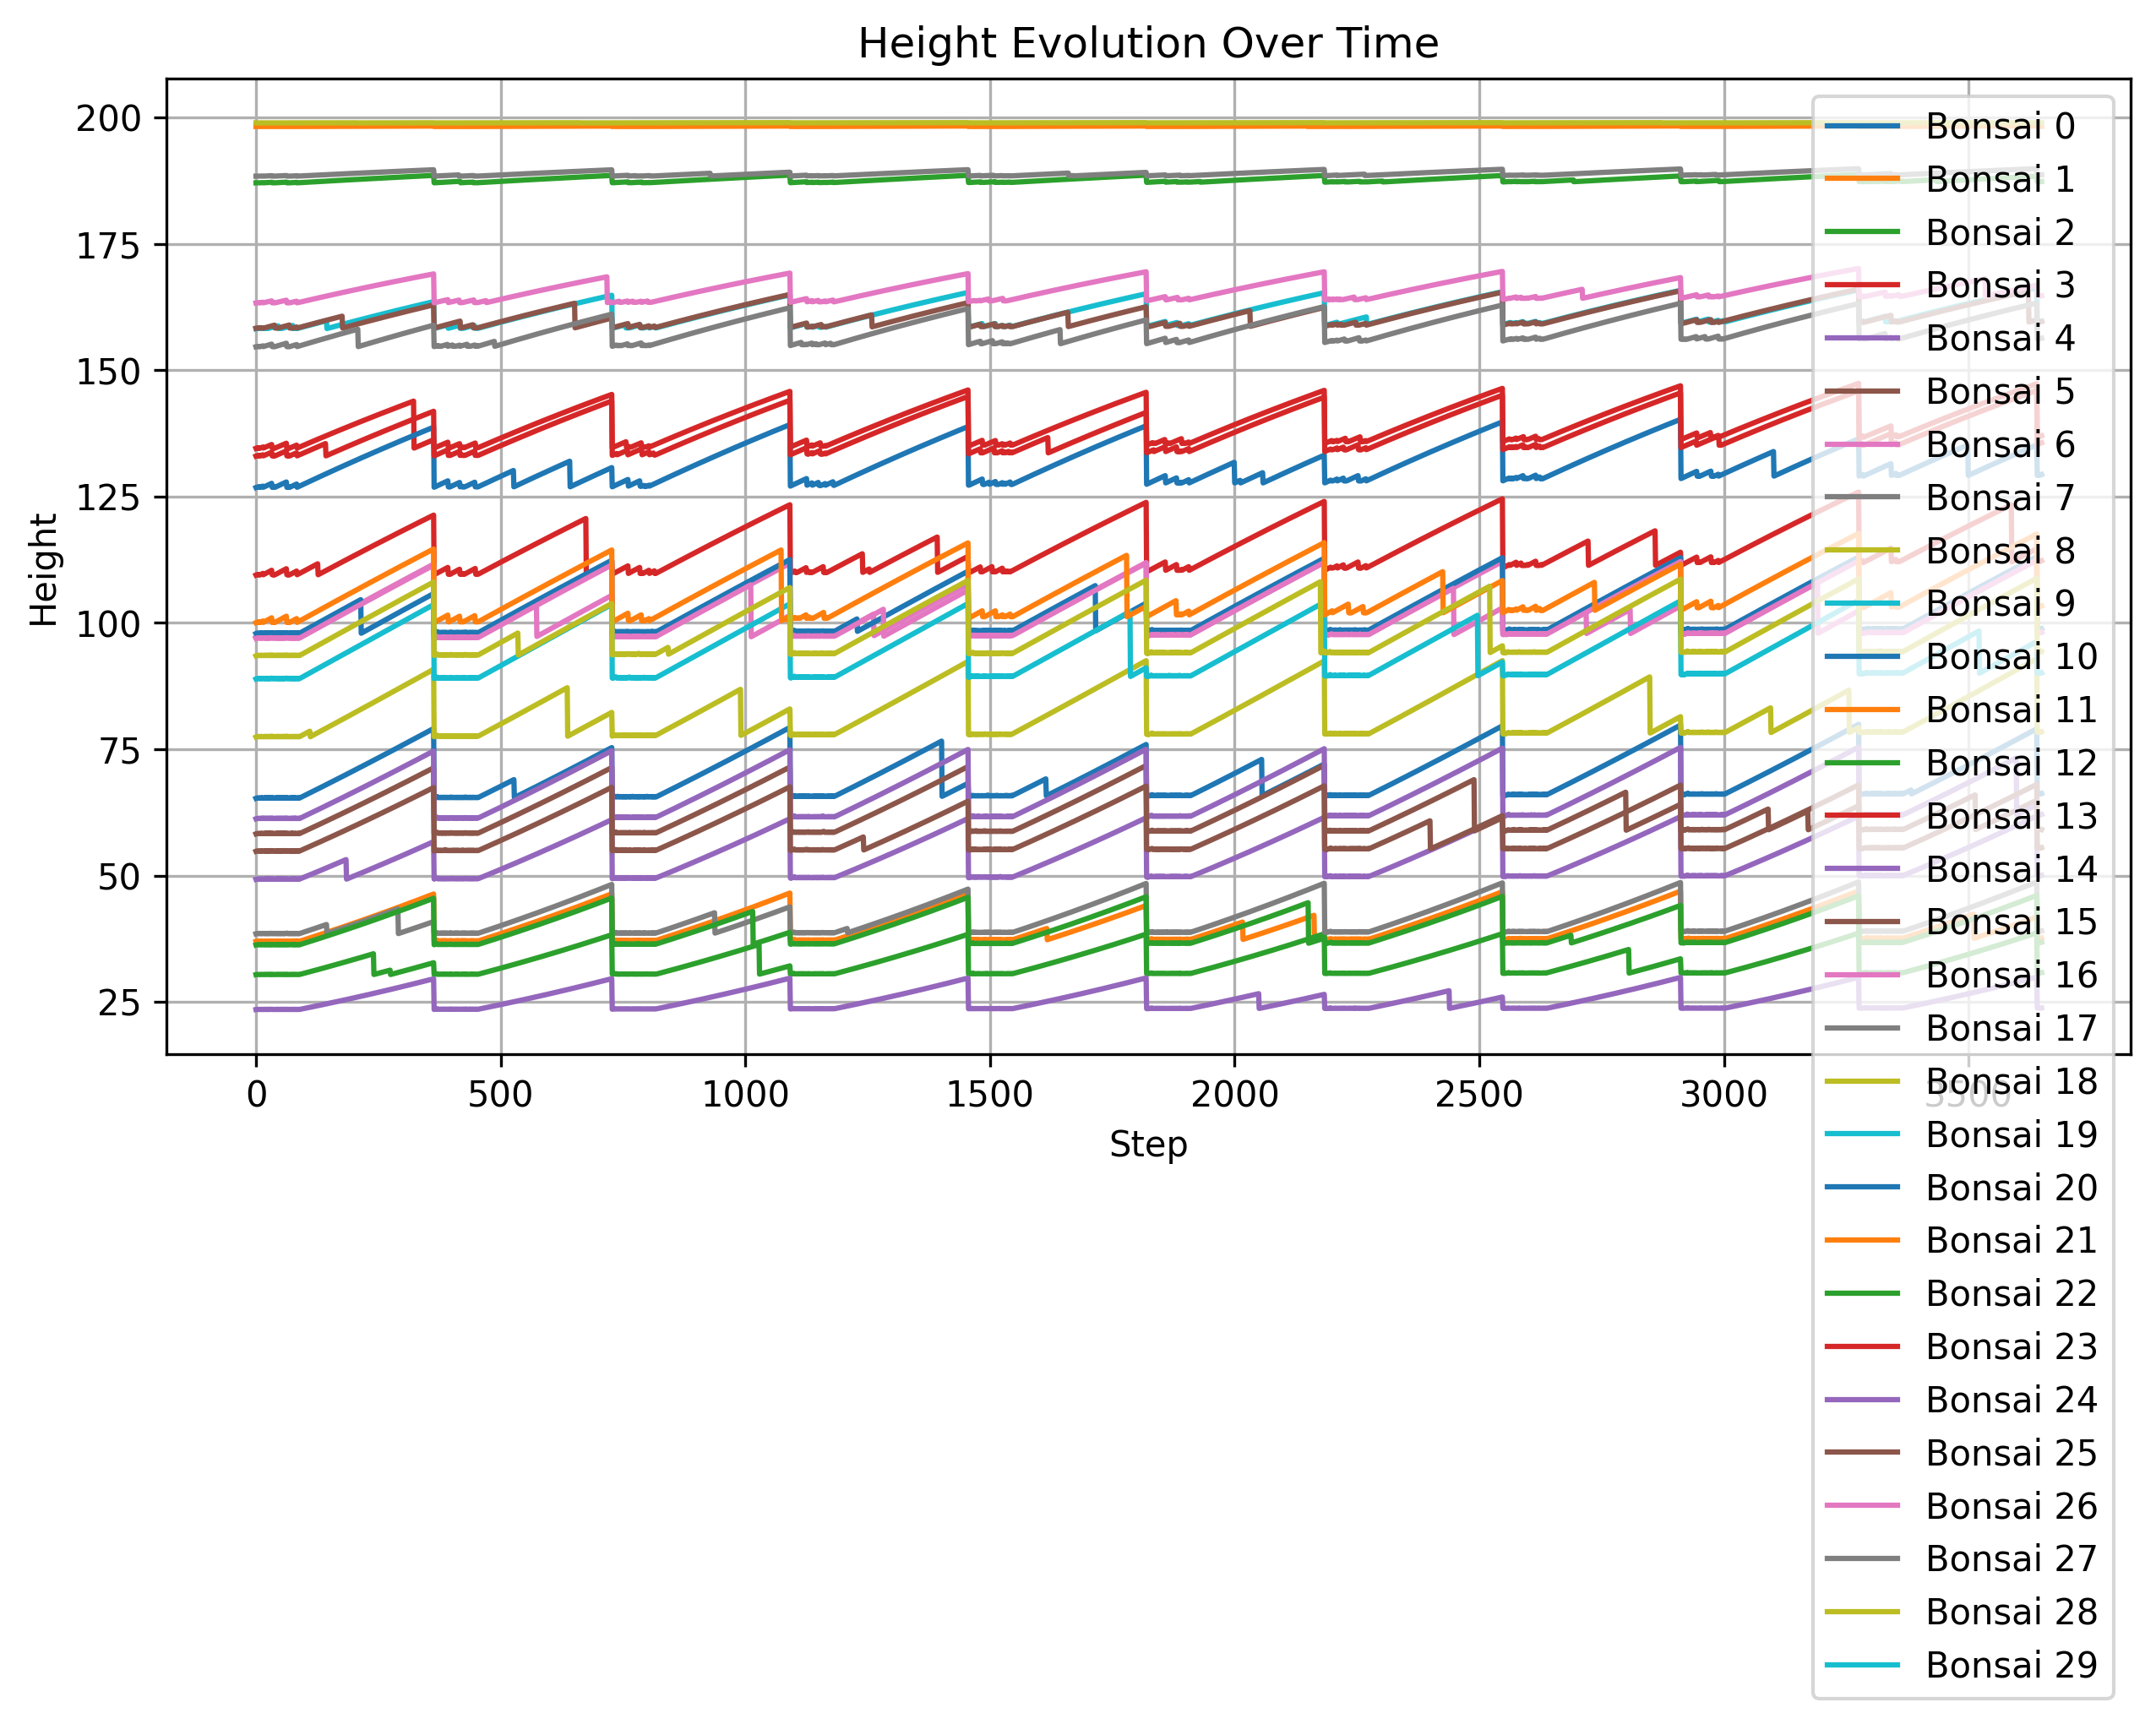 Height Evolution Over Time
200
175
150
125
100
75
50
25
Height
0
500
1000
1500
2000
2500
3000
3500
Step
Bonsai 0
Bonsai 1
Bonsai 2
Bonsai 3
Bonsai 4
Bonsai 5
Bonsai 6
Bonsai 7
Bonsai 8
Bonsai 9
Bonsai 10
Bonsai 11
Bonsai 12
Bonsai 13
Bonsai 14
Bonsai 15
Bonsai 16
Bonsai 17
Bonsai 18
Bonsai 19
Bonsai 20
Bonsai 21
Bonsai 22
Bonsai 23
Bonsai 24
Bonsai 25
Bonsai 26
Bonsai 27
Bonsai 28
Bonsai 29